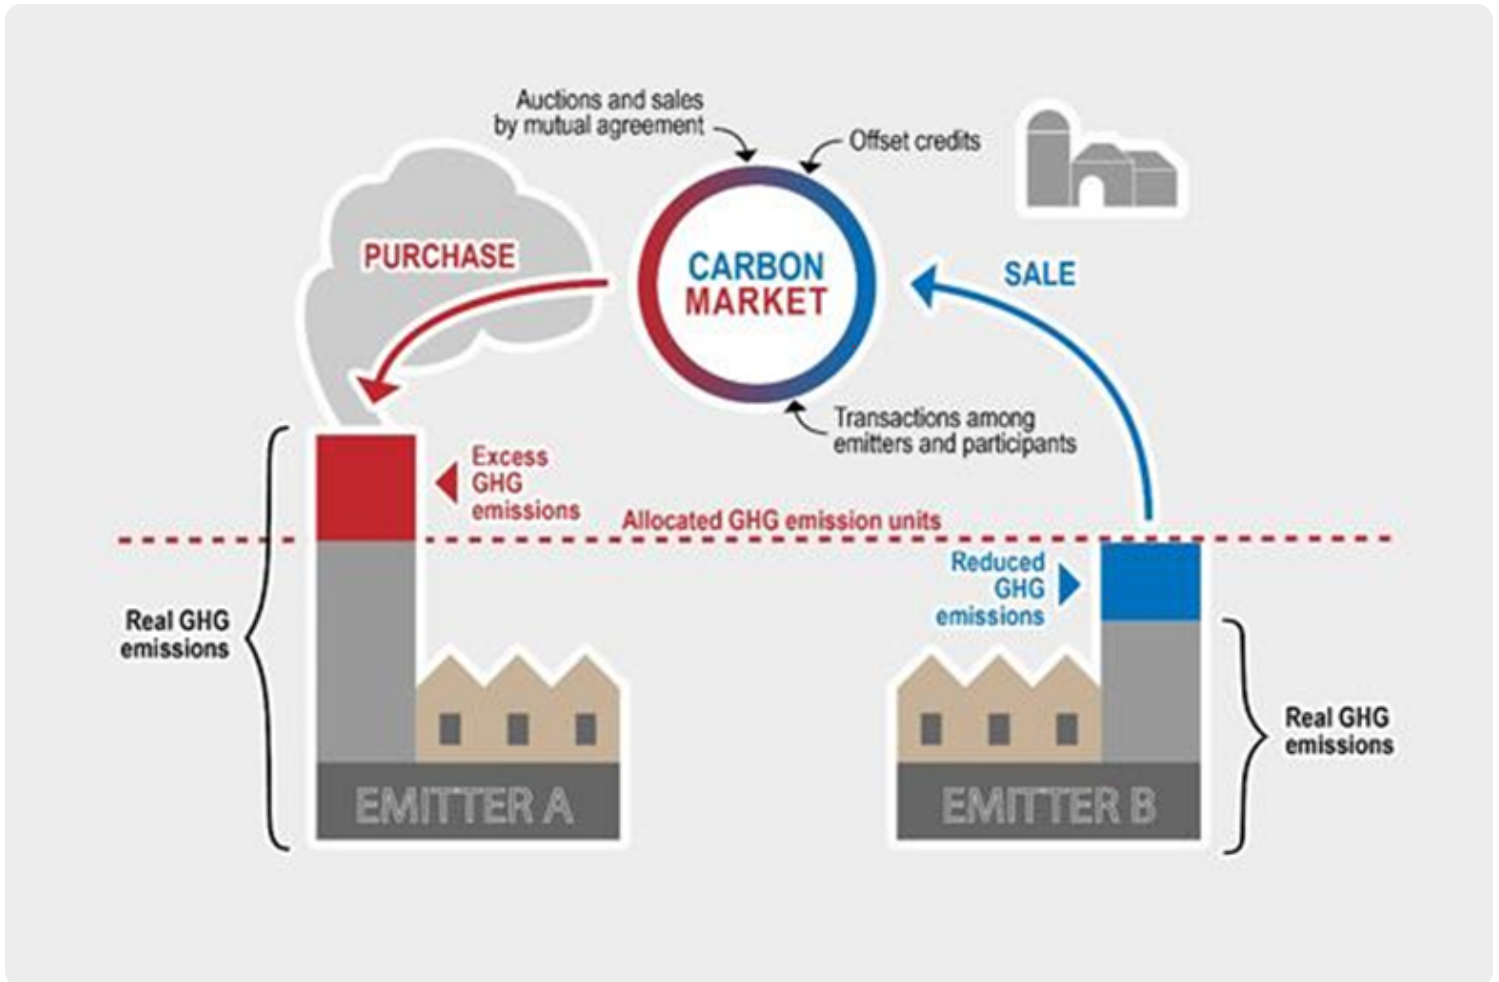 Auctions and sales
by mutual agreement
Offset credits
PURCHASE
CARBON
MARKET
SALE
Transactions among
emitters and participants
Excess
GHG
emissions
Allocated GHG emission units
Reduced
GHG
emissions
Real GHG
emissions
Real GHG
emissions
EMITTER A
EMITTER B